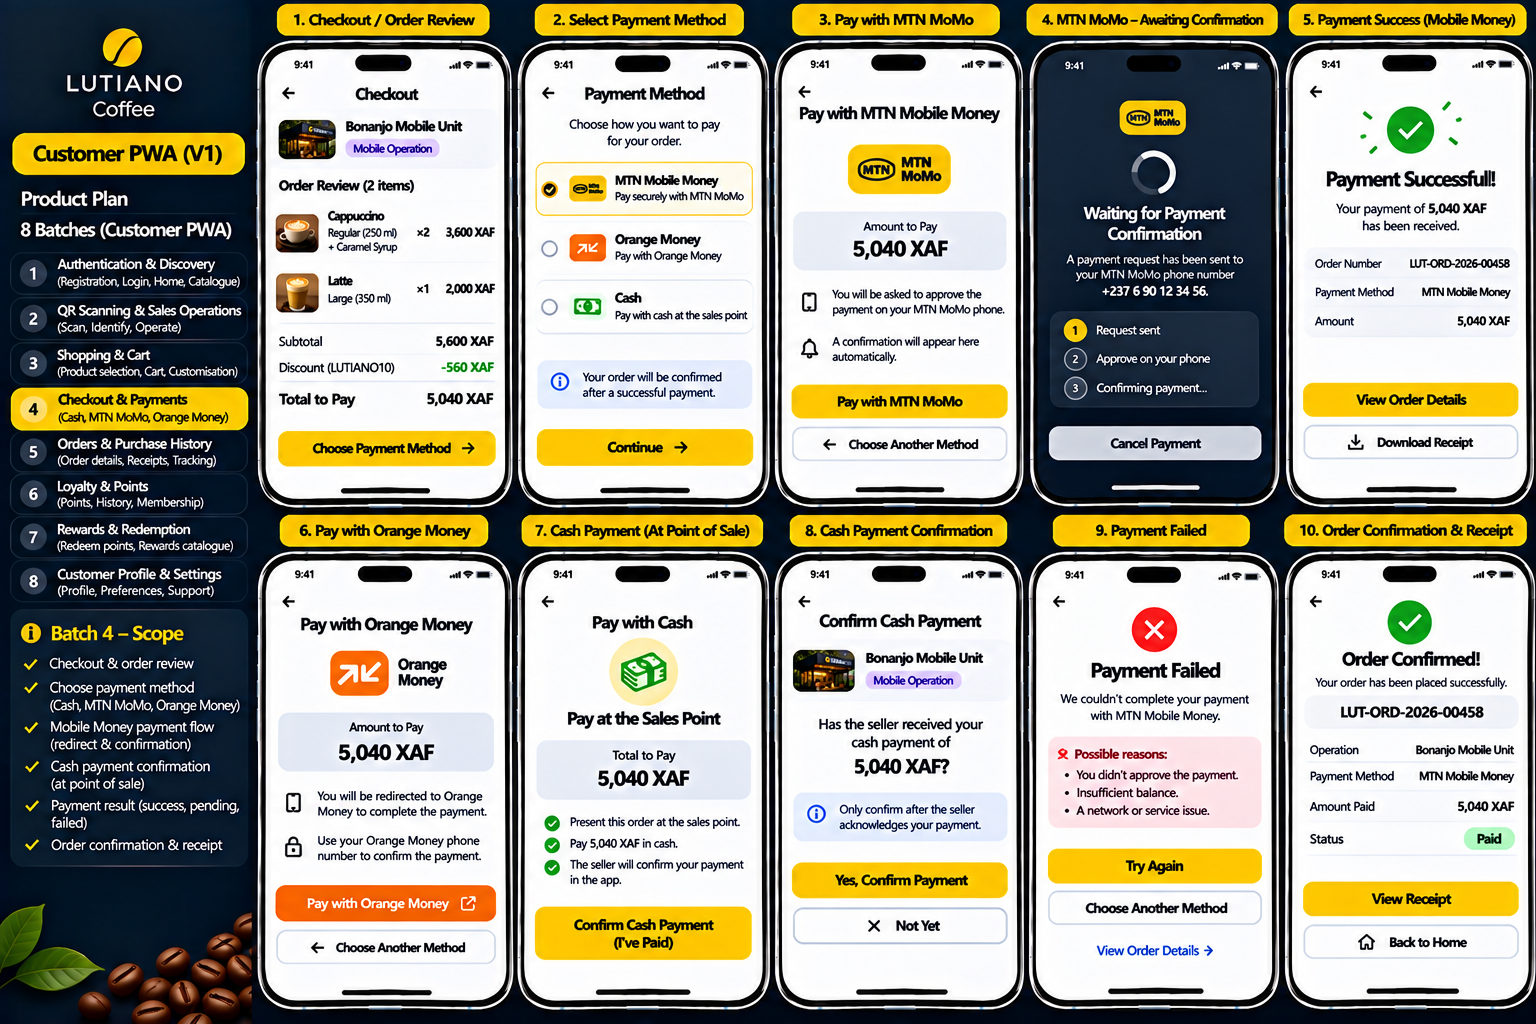 LUTIANO
Coffee
Customer PWA (V1)
Product Plan
8 Batches (Customer PWA)
1
Authentication & Discovery
(Registration, Login, Home, Catalogue)
2
QR Scanning & Sales Operations
(Scan, Identify, Operate)
3
Shopping & Cart
(Product selection, Cart, Customisation)
4
Checkout & Payments
(Cash, MTN MoMo, Orange Money)
5
Orders & Purchase History
(Order details, Receipts, Tracking)
6
Loyalty & Points
(Points, History, Membership)
7
Rewards & Redemption
(Redeem points, Rewards catalogue)
8
Customer Profile & Settings
(Profile, Preferences, Support)
Batch 4 – Scope
Checkout & order review
Choose payment method
(Cash, MTN MoMo, Orange Money)
Mobile Money payment flow
(redirect & confirmation)
Cash payment confirmation
(at point of sale)
Payment result (success, pending,
failed)
Order confirmation & receipt
1. Checkout / Order Review
9:41
Checkout
Bonanjo Mobile Unit
Mobile Operation
Order Review (2 items)
Cappuccino
Regular (250 ml) ×2 3,600 XAF
+ Caramel Syrup
Latte
Large (350 ml) ×1 2,000 XAF
Subtotal 5,600 XAF
Discount (LUTIANO10) -560 XAF
Total to Pay 5,040 XAF
Choose Payment Method →
2. Select Payment Method
9:41
Payment Method
Choose how you want to pay
for your order.
MTN Mobile Money
Pay securely with MTN MoMo
Orange Money
Pay with Orange Money
Cash
Pay with cash at the sales point
Your order will be confirmed
after a successful payment.
Continue →
3. Pay with MTN MoMo
9:41
Pay with MTN Mobile Money
MTN MTN
MoMo
Amount to Pay
5,040 XAF
You will be asked to approve the
payment on your MTN MoMo phone.
A confirmation will appear here
automatically.
Pay with MTN MoMo
← Choose Another Method
4. MTN MoMo – Awaiting Confirmation
9:41
MTN MTN
MoMo
Waiting for Payment
Confirmation
A payment request has been sent to
your MTN MoMo phone number
+237 6 90 12 34 56.
1 Request sent
2 Approve on your phone
3 Confirming payment...
Cancel Payment
5. Payment Success (Mobile Money)
9:41
Payment Successfull!
Your payment of 5,040 XAF
has been received.
Order Number LUT-ORD-2026-00458
Payment Method MTN Mobile Money
Amount 5,040 XAF
View Order Details
Download Receipt
6. Pay with Orange Money
9:41
Pay with Orange Money
Orange
Money
Amount to Pay
5,040 XAF
You will be redirected to Orange
Money to complete the payment.
Use your Orange Money phone
number to confirm the payment.
Pay with Orange Money
← Choose Another Method
7. Cash Payment (At Point of Sale)
9:41
Pay with Cash
Pay at the Sales Point
Total to Pay
5,040 XAF
Present this order at the sales point.
Pay 5,040 XAF in cash.
The seller will confirm your payment
in the app.
Confirm Cash Payment
(I've Paid)
8. Cash Payment Confirmation
9:41
Confirm Cash Payment
Bonanjo Mobile Unit
Mobile Operation
Has the seller received your
cash payment of
5,040 XAF?
Only confirm after the seller
acknowledges your payment.
Yes, Confirm Payment
Not Yet
9. Payment Failed
9:41
Payment Failed
We couldn't complete your payment
with MTN Mobile Money.
Possible reasons:
• You didn't approve the payment.
• Insufficient balance.
• A network or service issue.
Try Again
Choose Another Method
View Order Details →
10. Order Confirmation & Receipt
9:41
Order Confirmed!
Your order has been placed successfully.
LUT-ORD-2026-00458
Operation Bonanjo Mobile Unit
Payment Method MTN Mobile Money
Amount Paid 5,040 XAF
Status Paid
View Receipt
Back to Home